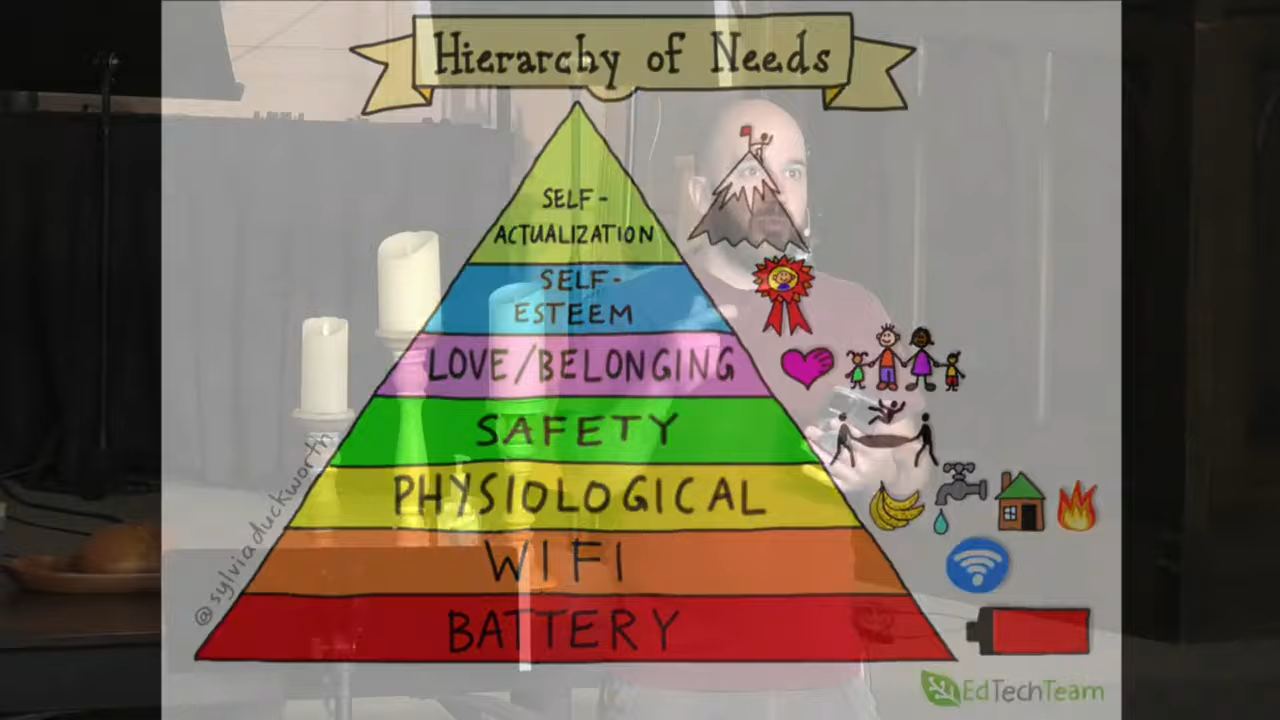 Hierarchy of Needs
SELF-
ACTUALIZATION
SELF-
ESTEEM
LOVE/BELONGING
SAFETY
PHYSIOLOGICAL
WIFI
BATTERY
@sylviaduckworth
EdTechTeam